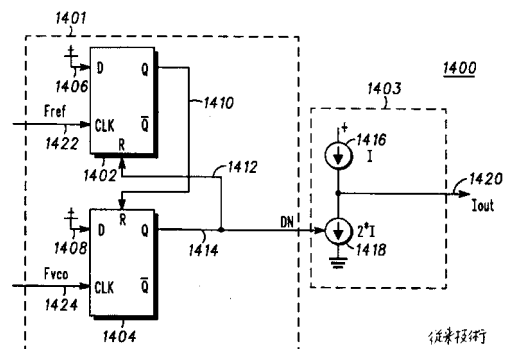 1401
1403
1400
1406
D
Q
1410
Fref
CLK
Q̅
1422
R
1402
1412
+
1416
I
1420
Iout
R
1408
D
Q
1414
DN
2*I
1418
Fvco
1424
CLK
Q̅
1404
従来技術